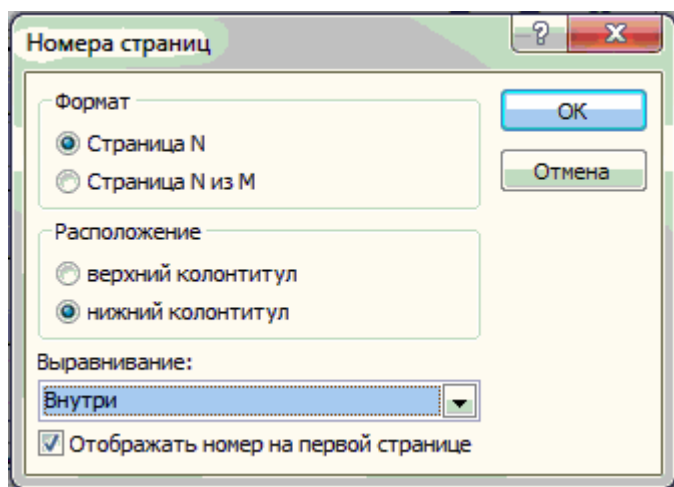 Номера страниц
?
Формат
Страница N
Страница N из M
OK
Отмена
Расположение
верхний колонтитул
нижний колонтитул
Выравнивание:
Внутри
Отображать номер на первой странице